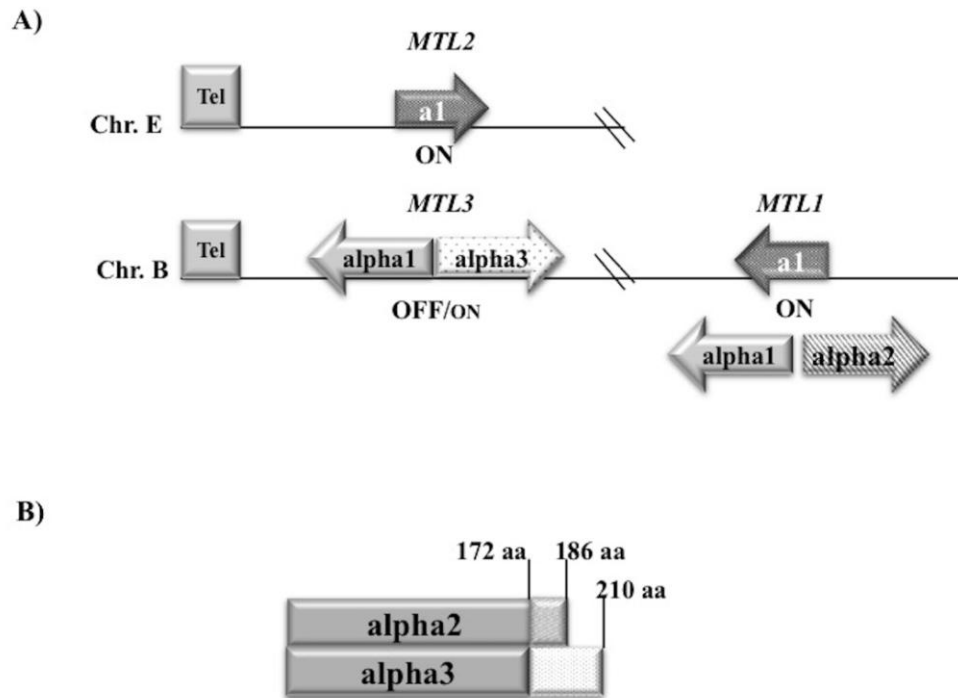 A)
MTL2
Tel
a1
Chr. E
ON
MTL3 MTL1
Tel
alpha1 alpha3 a1
Chr. B
OFF/ON ON
alpha1 alpha2
B)
172 aa 186 aa
210 aa
alpha2
alpha3